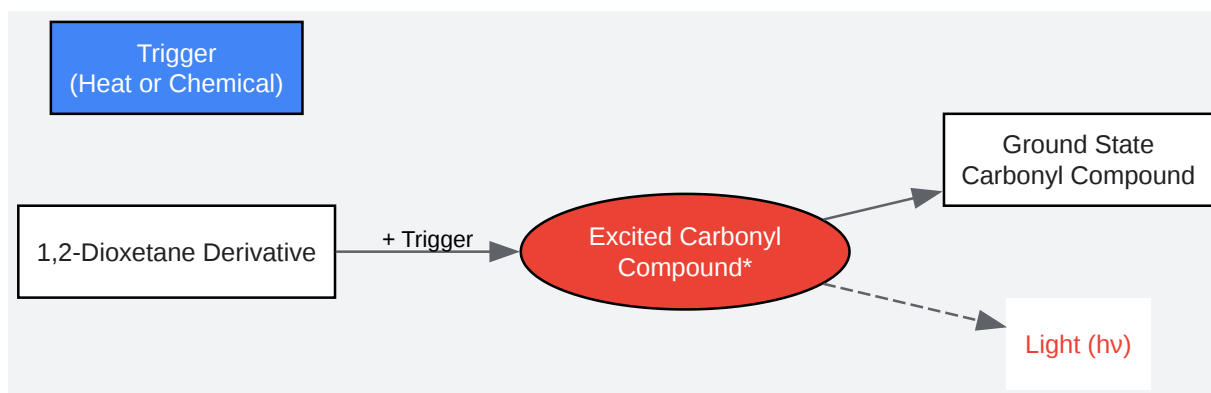 Trigger
(Heat or Chemical)
1,2-Dioxetane Derivative
+ Trigger
Excited Carbonyl
Compound*
Ground State
Carbonyl Compound
Light (hν)